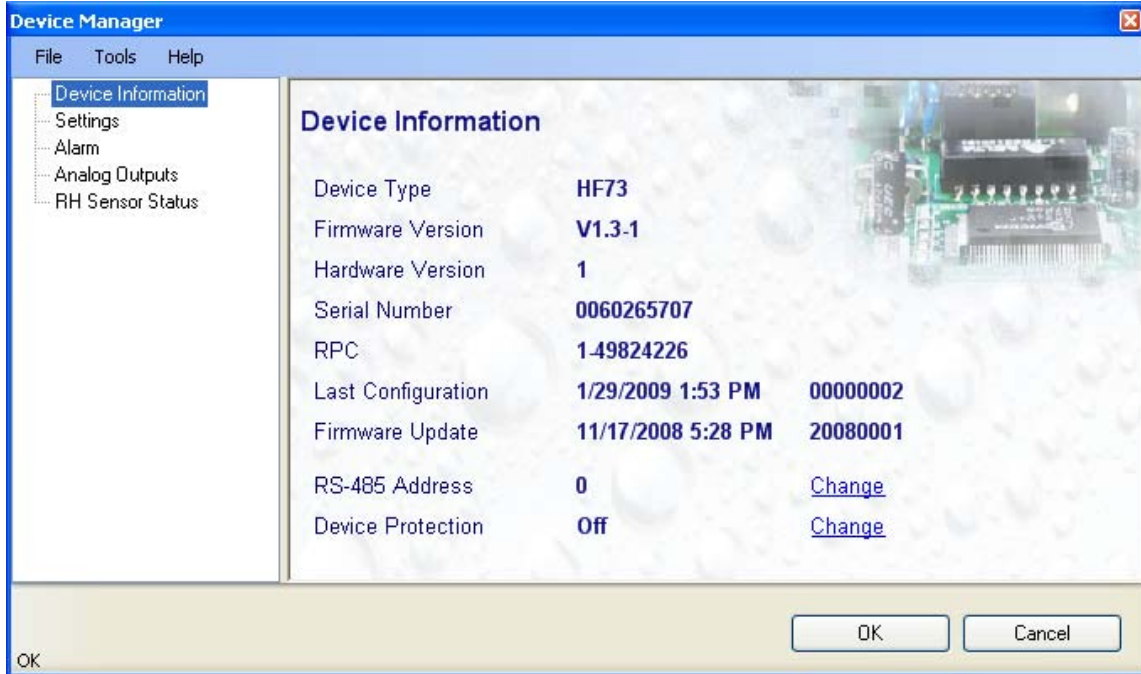 Device Manager
File Tools Help
Device Information
Settings
Alarm
Analog Outputs
RH Sensor Status
Device Information
Device Type HF73
Firmware Version V1.3-1
Hardware Version 1
Serial Number 0060265707
RPC 1-49824226
Last Configuration 1/29/2009 1:53 PM 00000002
Firmware Update 11/17/2008 5:28 PM 20080001
RS-485 Address 0 Change
Device Protection Off Change
OK Cancel
OK